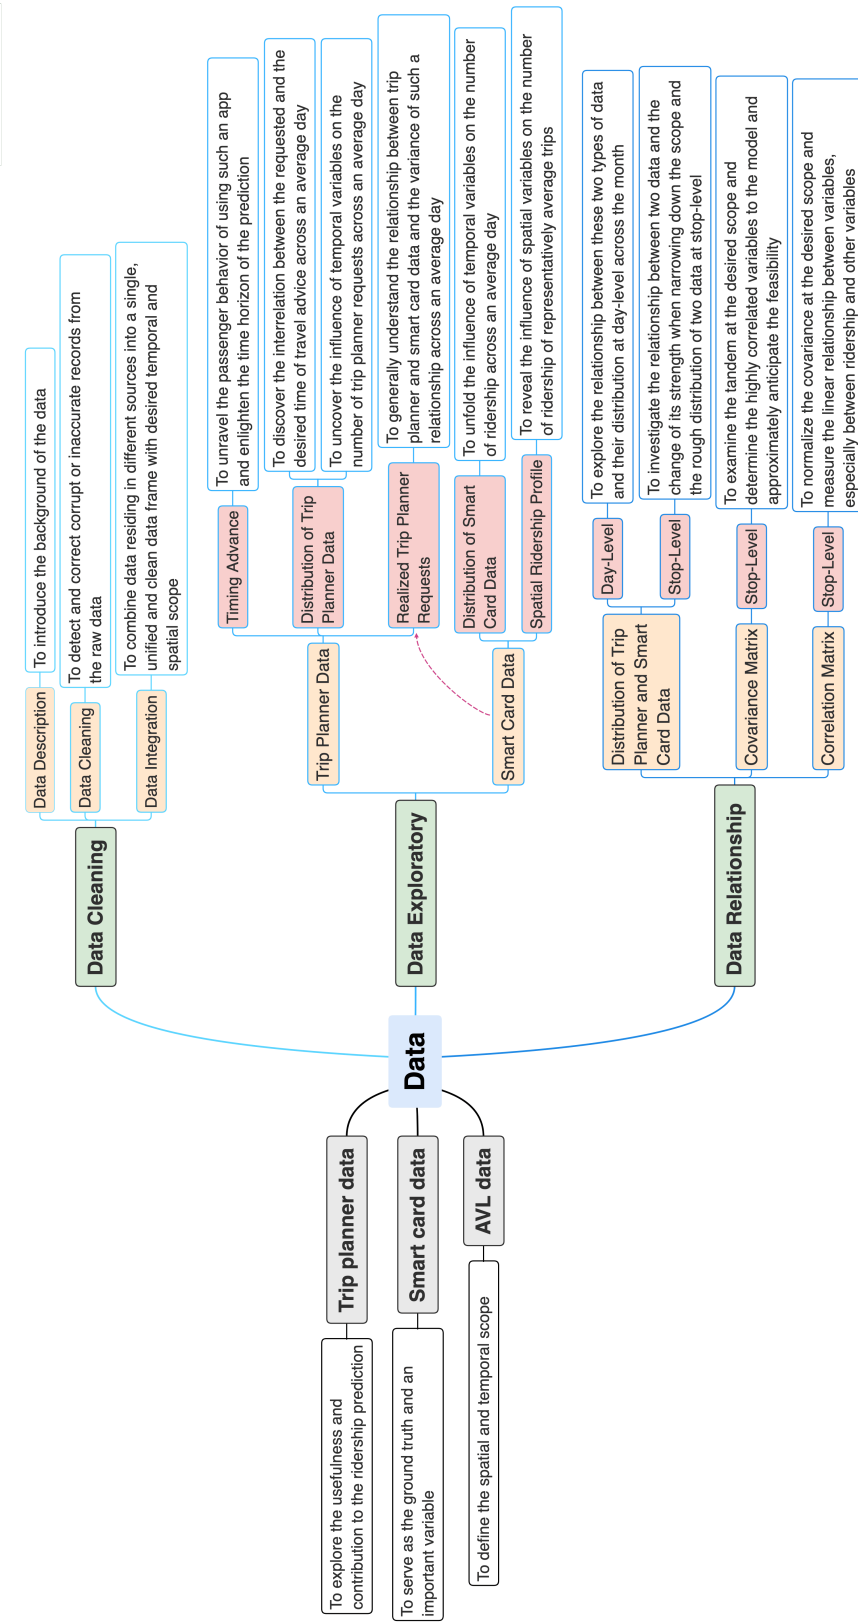 Data
Trip planner data
To explore the usefulness and
contribution to the ridership prediction
Smart card data
To serve as the ground truth and an
important variable
AVL data
To define the spatial and temporal scope
Data Cleaning
Data Description
To introduce the background of the data
Data Cleaning
To detect and correct corrupt or inaccurate records from
the raw data
Data Integration
To combine data residing in different sources into a single,
unified and clean data frame with desired temporal and
spatial scope
Data Exploratory
Trip Planner Data
Timing Advance
To unravel the passenger behavior of using such an app
and enlighten the time horizon of the prediction
Distribution of Trip
Planner Data
To discover the interrelation between the requested and the
desired time of travel advice across an average day
To uncover the influence of temporal variables on the
number of trip planner requests across an average day
Realized Trip Planner
Requests
To generally understand the relationship between trip
planner and smart card data and the variance of such a
relationship across an average day
Smart Card Data
Distribution of Smart
Card Data
To unfold the influence of temporal variables on the number
of ridership across an average day
Spatial Ridership Profile
To reveal the influence of spatial variables on the number
of ridership of representatively average trips
Data Relationship
Distribution of Trip
Planner and Smart
Card Data
Day-Level
To explore the relationship between these two types of data
and their distribution at day-level across the month
Stop-Level
To investigate the relationship between two data and the
change of its strength when narrowing down the scope and
the rough distribution of two data at stop-level
Covariance Matrix
Stop-Level
To examine the tandem at the desired scope and
determine the highly correlated variables to the model and
approximately anticipate the feasibility
Correlation Matrix
Stop-Level
To normalize the covariance at the desired scope and
measure the linear relationship between variables,
especially between ridership and other variables